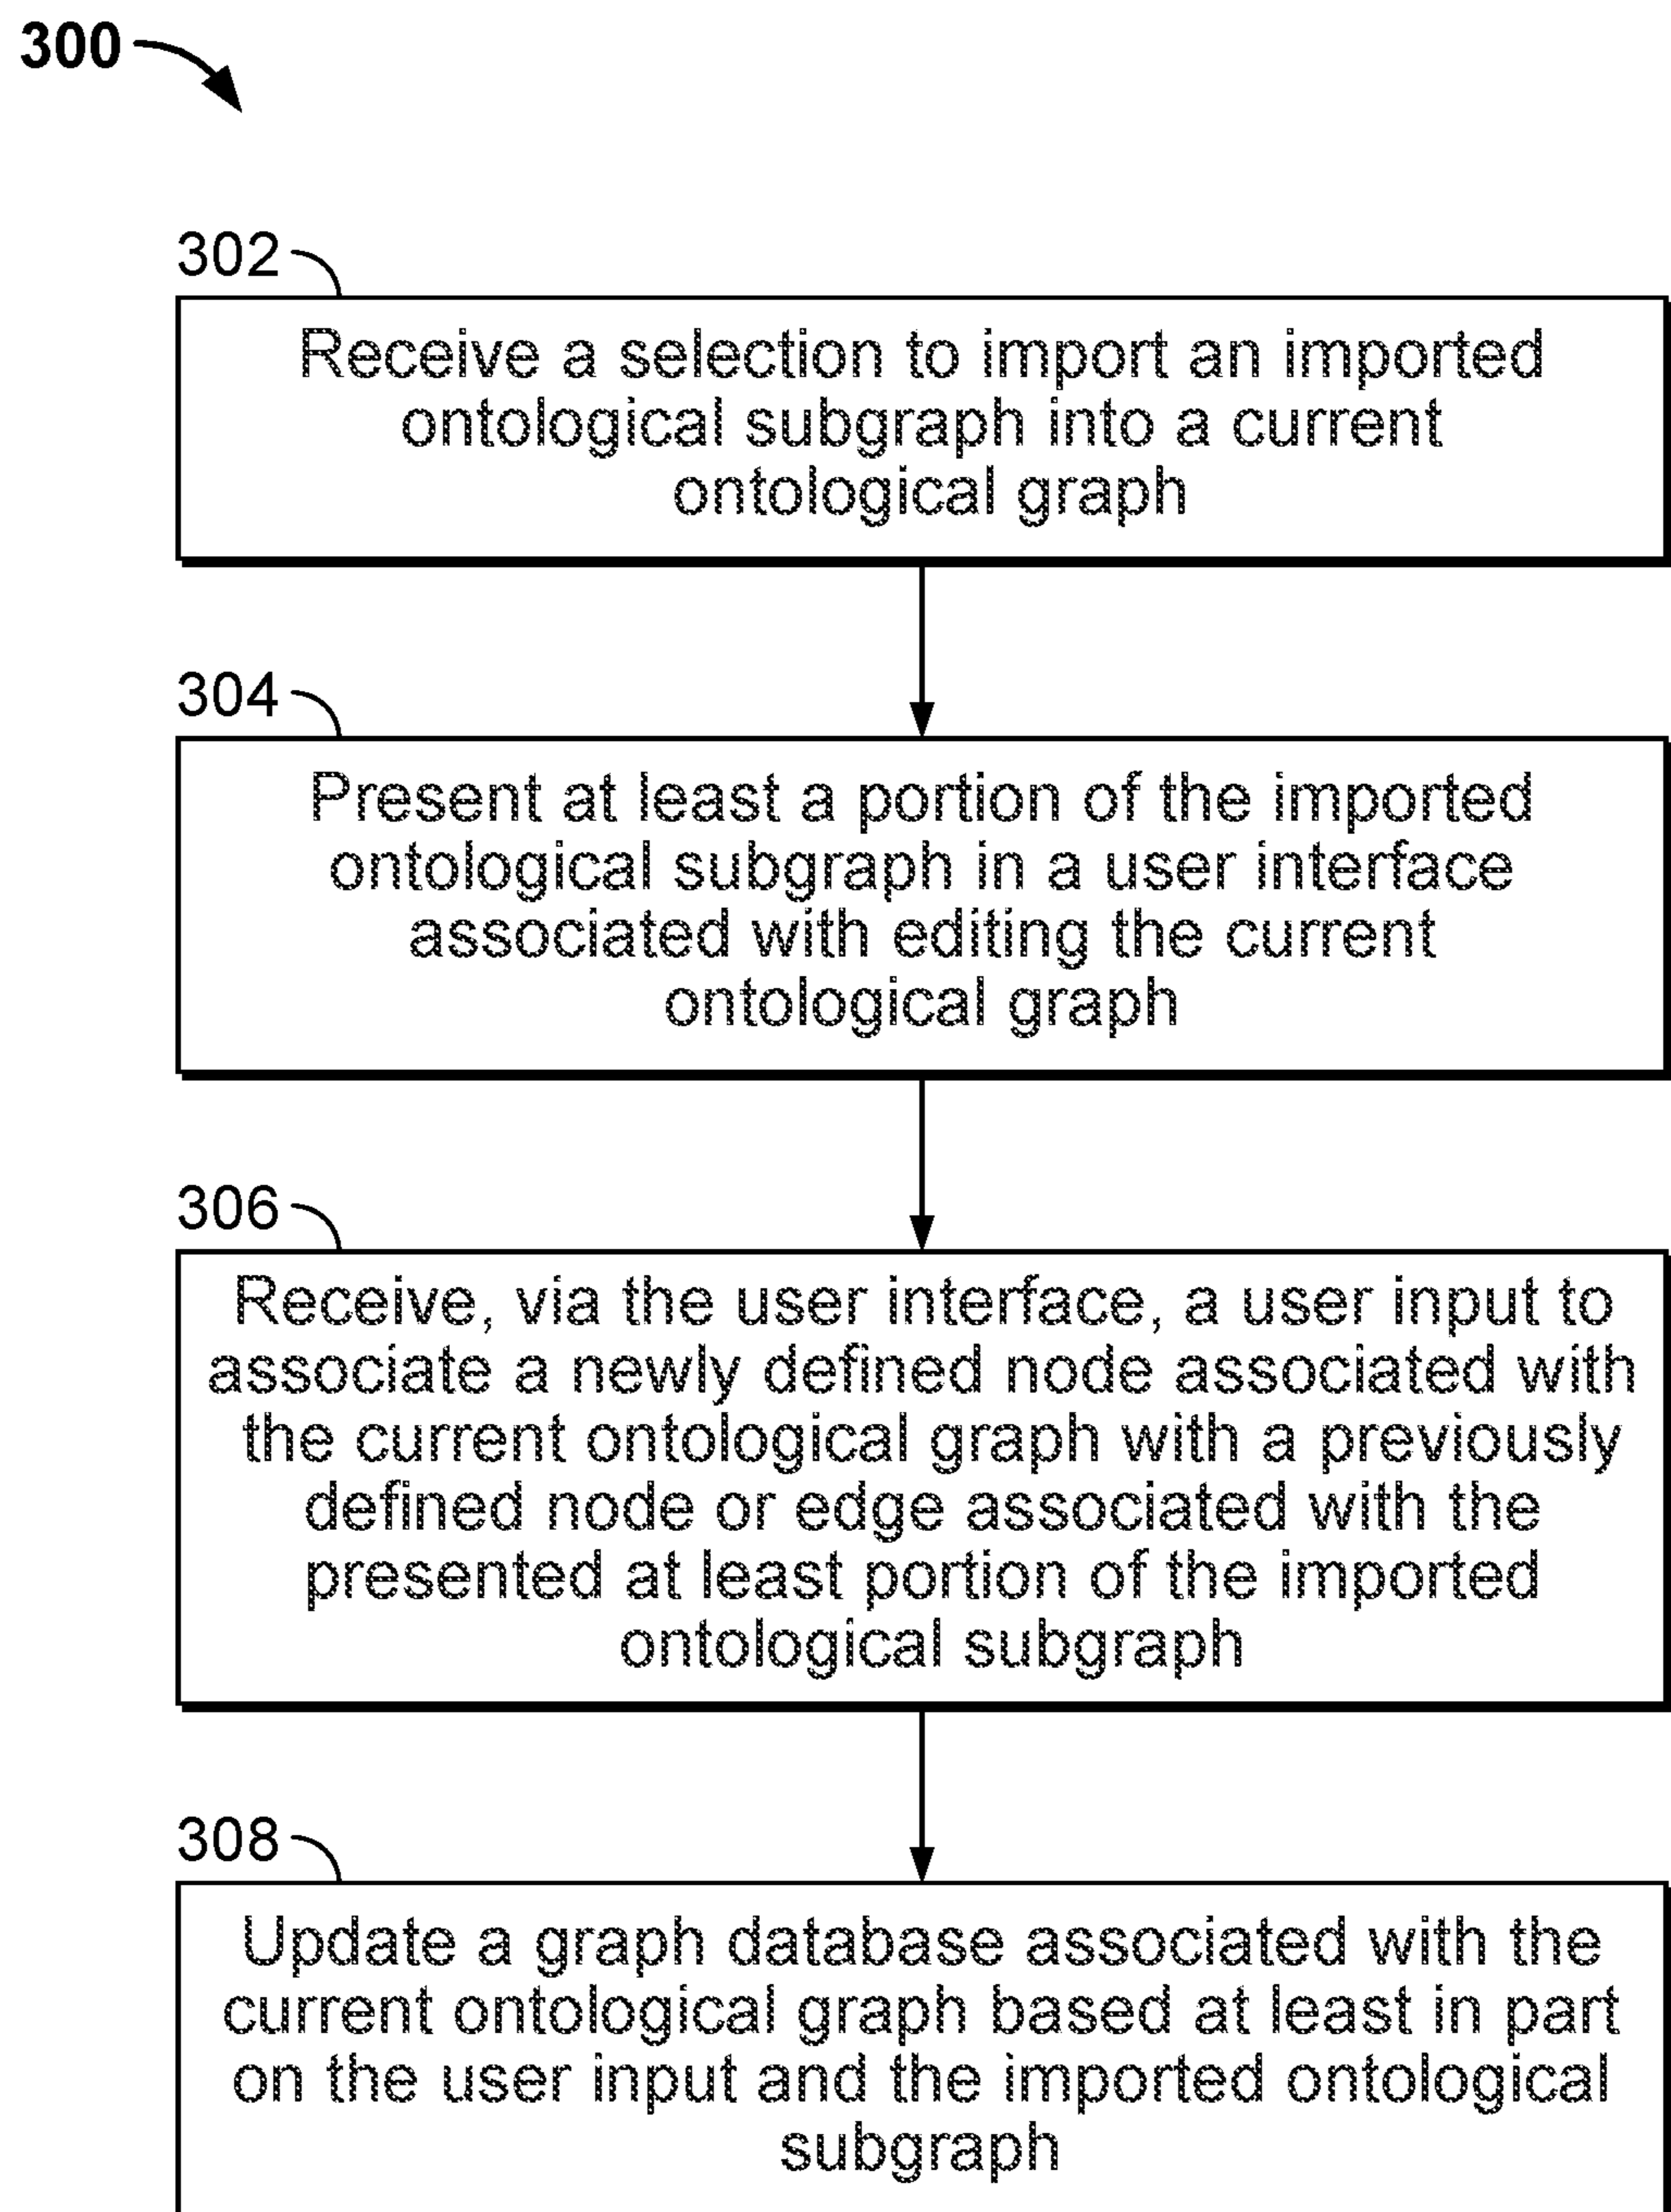 300
302
Receive a selection to import an imported
ontological subgraph into a current
ontological graph
304
Present at least a portion of the imported
ontological subgraph in a user interface
associated with editing the current
ontological graph
306
Receive, via the user interface, a user input to
associate a newly defined node associated with
the current ontological graph with a previously
defined node or edge associated with the
presented at least portion of the imported
ontological subgraph
308
Update a graph database associated with the
current ontological graph based at least in part
on the user input and the imported ontological
subgraph